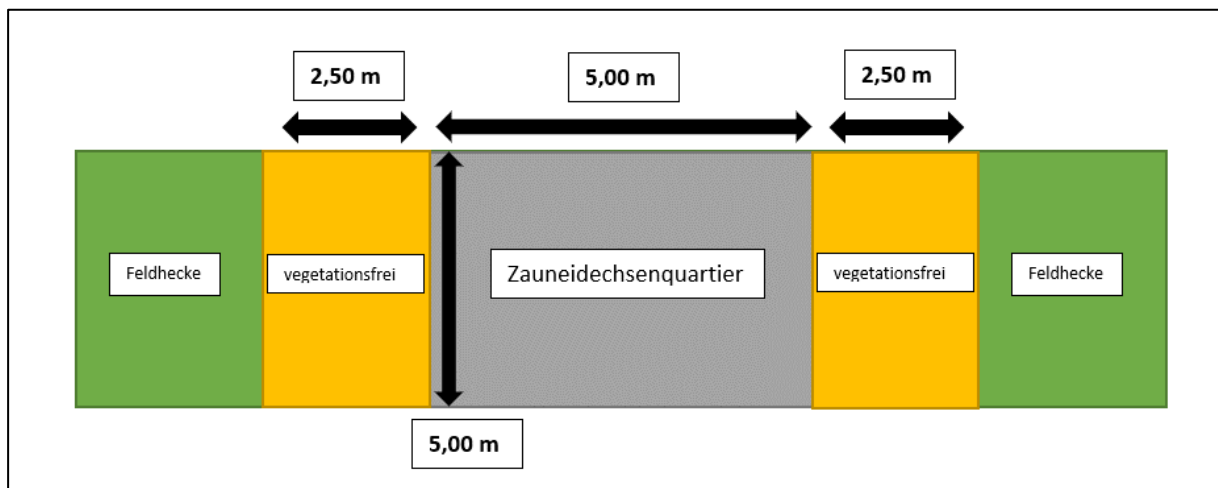 2,50 m
5,00 m
2,50 m
Feldhecke
vegetationsfrei
Zauneidechsenquartier
vegetationsfrei
Feldhecke
5,00 m